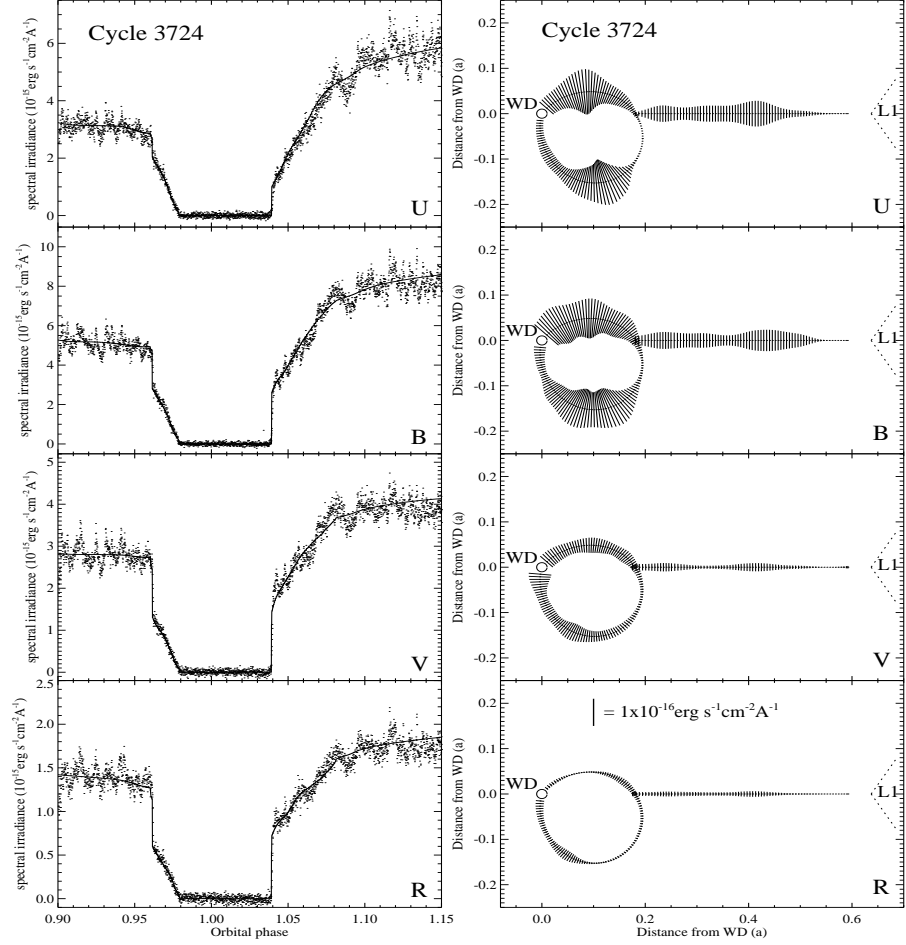 Cycle 3724
spectral irradiance (10⁻¹⁵erg s⁻¹cm⁻²A⁻¹)
6
4
2
0
U
spectral irradiance (10⁻¹⁵erg s⁻¹cm⁻²A⁻¹)
10
8
6
4
2
0
B
spectral irradiance (10⁻¹⁵erg s⁻¹cm⁻²A⁻¹)
5
4
3
2
1
0
V
spectral irradiance (10⁻¹⁵erg s⁻¹cm⁻²A⁻¹)
2.5
2.0
1.5
1.0
0.5
0.0
R
0.90 0.95 1.00 1.05 1.10 1.15
Orbital phase
Cycle 3724
Distance from WD (a)
0.2
0.1
0.0
-0.1
-0.2
WD
L1
U
Distance from WD (a)
0.2
0.1
0.0
-0.1
-0.2
WD
L1
B
Distance from WD (a)
0.2
0.1
0.0
-0.1
-0.2
WD
L1
V
Distance from WD (a)
0.2
0.1
0.0
-0.1
-0.2
= 1x10⁻¹⁶erg s⁻¹cm⁻²A⁻¹
WD
L1
R
0.0 0.2 0.4 0.6
Distance from WD (a)